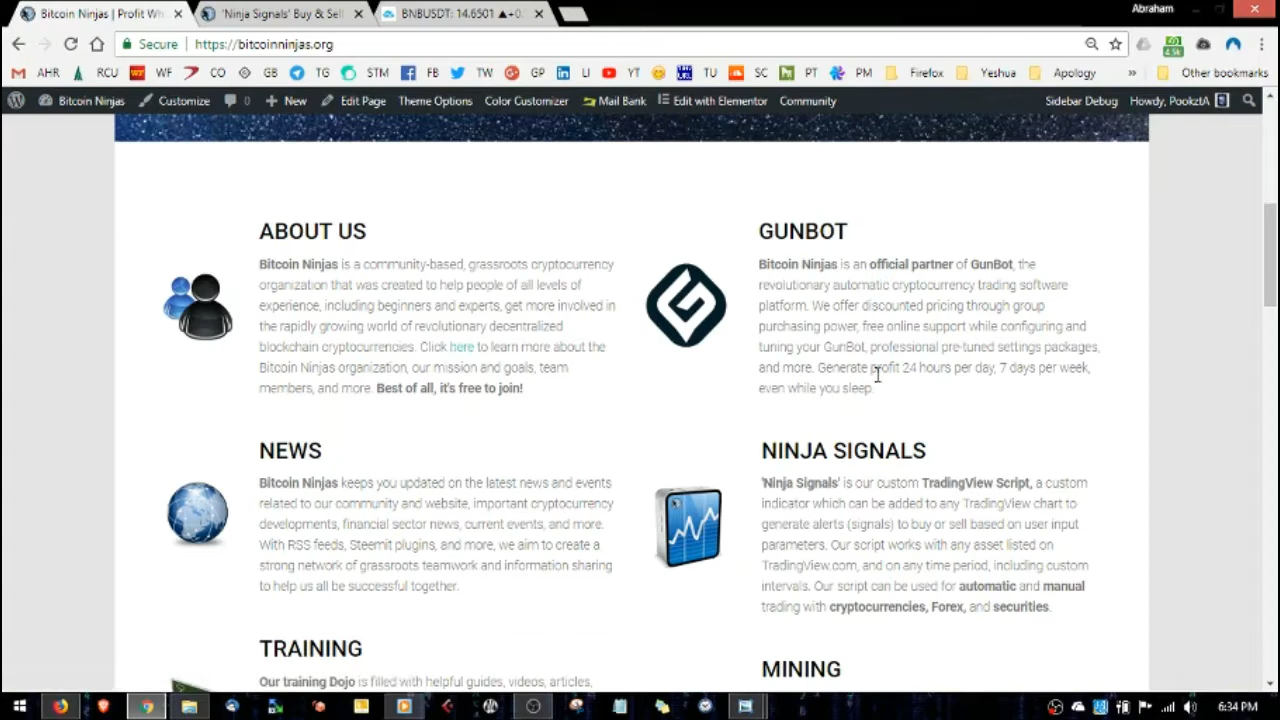 Bitcoin Ninjas | Profit Wh
'Ninja Signals' Buy & Sell
BNBUSDT: 14.6501 ▲+0.
Abraham
Secure
https://bitcoinninjas.org
4.5k
AHR RCU WF CO GB TG STM FB TW GP LI YT TU SC PT PM Firefox Yeshua Apology » Other bookmarks
Bitcoin Ninjas Customize 0 New Edit Page Theme Options Color Customizer Mail Bank Edit with Elementor Community Sidebar Debug Howdy, PookztA
ABOUT US
Bitcoin Ninjas is a community-based, grassroots cryptocurrency
organization that was created to help people of all levels of
experience, including beginners and experts, get more involved in
the rapidly growing world of revolutionary decentralized
blockchain cryptocurrencies. Click here to learn more about the
Bitcoin Ninjas organization, our mission and goals, team
members, and more. Best of all, it's free to join!
GUNBOT
Bitcoin Ninjas is an official partner of GunBot, the
revolutionary automatic cryptocurrency trading software
platform. We offer discounted pricing through group
purchasing power, free online support while configuring and
tuning your GunBot, professional pre-tuned settings packages,
and more. Generate profit 24 hours per day, 7 days per week,
even while you sleep.
NEWS
Bitcoin Ninjas keeps you updated on the latest news and events
related to our community and website, important cryptocurrency
developments, financial sector news, current events, and more.
With RSS feeds, Steemit plugins, and more, we aim to create a
strong network of grassroots teamwork and information sharing
to help us all be successful together.
NINJA SIGNALS
'Ninja Signals' is our custom TradingView Script, a custom
indicator which can be added to any TradingView chart to
generate alerts (signals) to buy or sell based on user input
parameters. Our script works with any asset listed on
TradingView.com, and on any time period, including custom
intervals. Our script can be used for automatic and manual
trading with cryptocurrencies, Forex, and securities.
TRAINING
Our training Dojo is filled with helpful guides, videos, articles,
MINING
6:34 PM